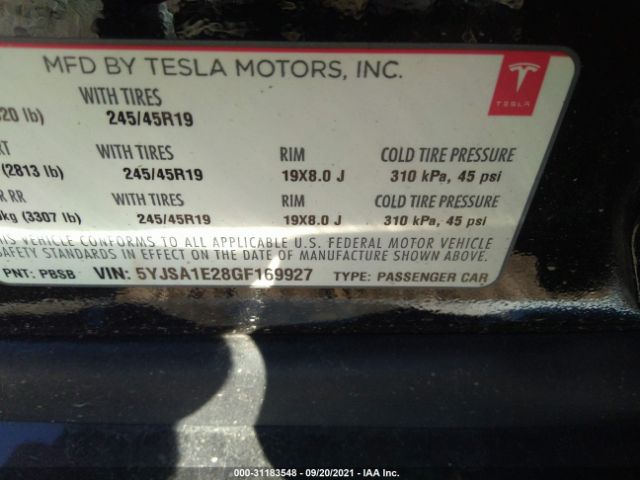 MFD BY TESLA MOTORS, INC.
TESLA
WITH TIRES
20 lb)
245/45R19
RT
WITH TIRES
RIM
COLD TIRE PRESSURE
(2813 lb)
245/45R19
19X8.0 J
310 kPa, 45 psi
R RR
WITH TIRES
RIM
COLD TIRE PRESSURE
kg (3307 lb)
245/45R19
19X8.0 J
310 kPa, 45 psi
THIS VEHICLE CONFORMS TO ALL APPLICABLE U.S. FEDERAL MOTOR VEHICLE
SAFETY STANDARDS IN EFFECT ON THE DATE OF MANUFACTURE SHOWN ABOVE.
PNT: PBSB VIN: 5YJSA1E28GF169927 TYPE: PASSENGER CAR
000-31183548 - 09/20/2021 - IAA Inc.